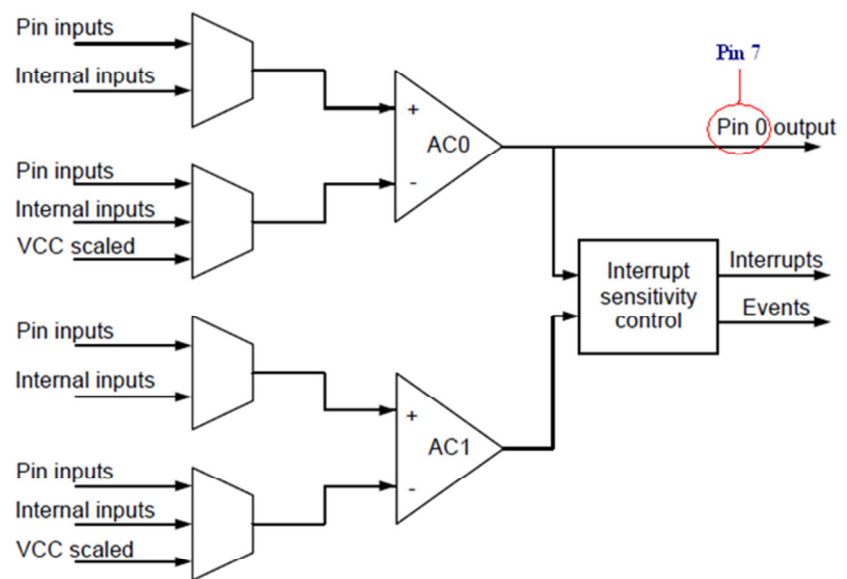 Pin inputs
Internal inputs
+
-
AC0
Pin 7
Pin 0 output
Pin inputs
Internal inputs
VCC scaled
Interrupt
sensitivity
control
Interrupts
Events
Pin inputs
Internal inputs
+
-
AC1
Pin inputs
Internal inputs
VCC scaled